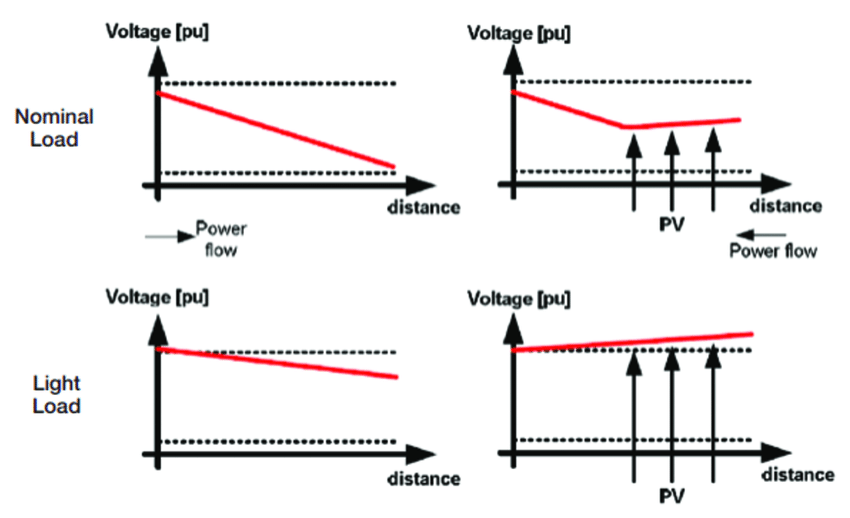 Voltage [pu]
Voltage [pu]
Nominal
Load
distance
distance
Power
flow
PV
Power flow
Voltage [pu]
Voltage [pu]
Light
Load
distance
distance
PV